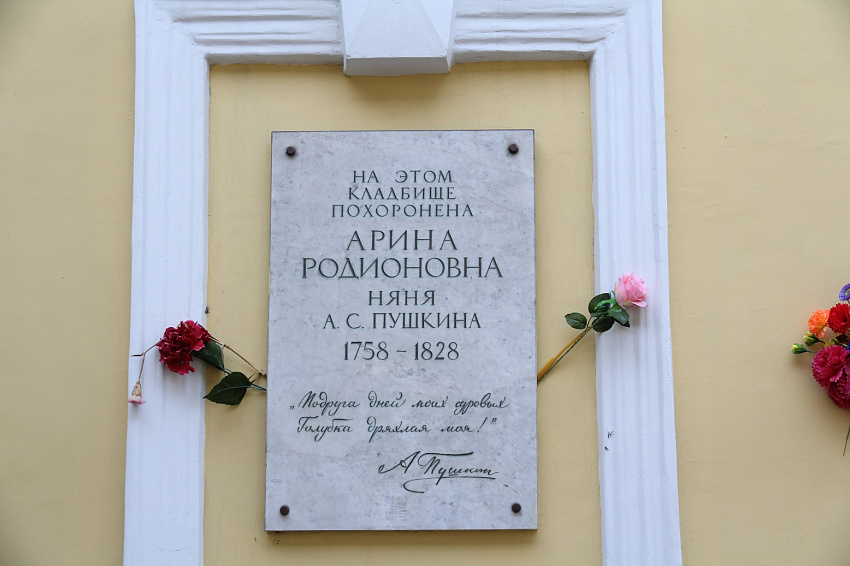 НА ЭТОМ
КЛАДБИЩЕ
ПОХОРОНЕНА
АРИНА
РОДИОНОВНА
НЯНЯ
А. С. ПУШКИНА
1758 – 1828
„Подруга дней моих суровых
Голубка дряхлая моя!"
А Пушкин